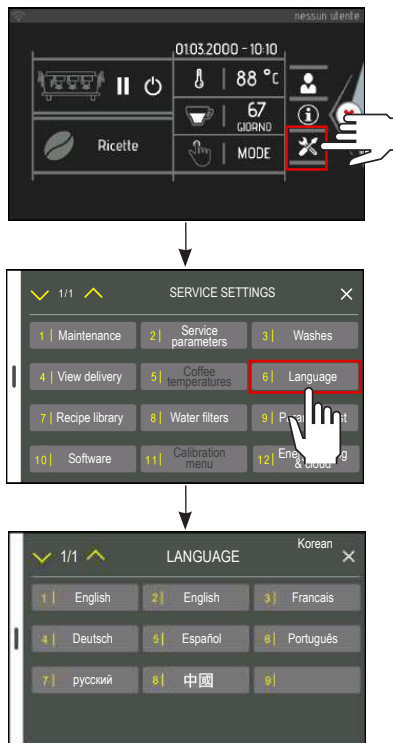 nessun utente
01.03.2000 - 10:10
88 °C
67
GIORNO
Ricette
MODE
1/1
SERVICE SETTINGS
1 | Maintenance
2 | Service parameters
3 | Washes
4 | View delivery
5 | Coffee temperatures
6 | Language
7 | Recipe library
8 | Water filters
9 |
10 | Software
11 | Calibration menu
12 |
& cloud
1/1
LANGUAGE
Korean
1 | English
2 | English
3 | Francais
4 | Deutsch
5 | Español
6 | Português
7 | русский
8 | 中國
9 |